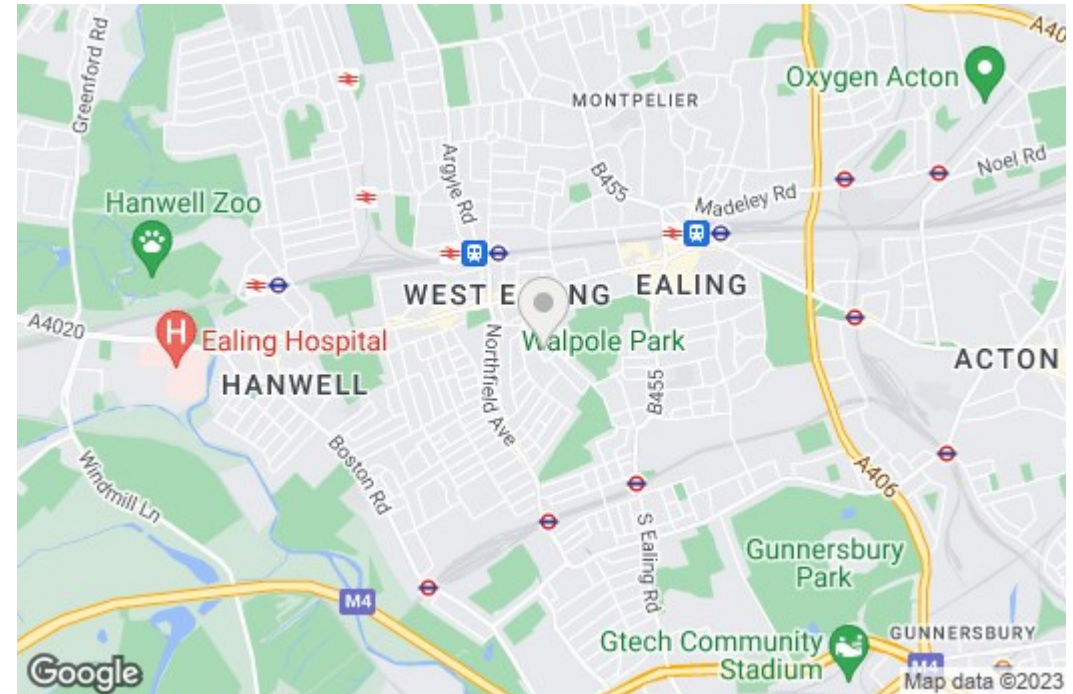 Greenford Rd
A40
Oxygen Acton
MONTPELIER
Argyle Rd
B455
Noel Rd
Madeley Rd
Hanwell Zoo
WEST E
NG
EALING
A4020
H
Ealing Hospital
Walpole Park
ACTON
HANWELL
Northfield Ave
B455
Boston Rd
Windmill Ln
A406
S Ealing Rd
Gunnersbury
Park
M4
Gtech Community
Stadium
GUNNERSBURY
M4
Google
Map data ©2023